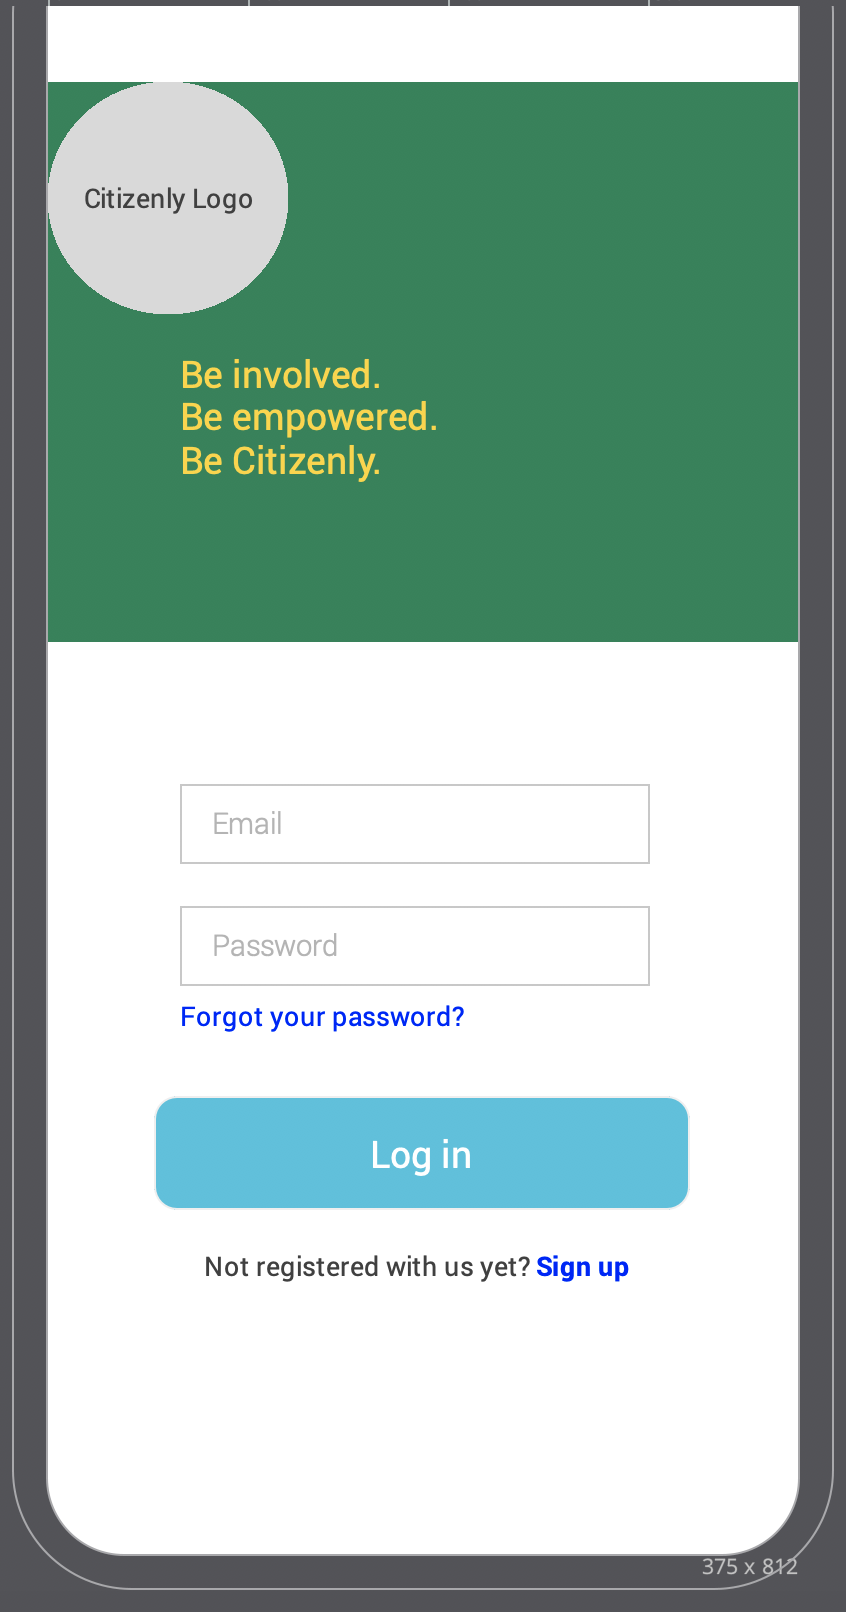 Citizenly Logo
Be involved.
Be empowered.
Be Citizenly.
Email
Password
Forgot your password?
Log in
Not registered with us yet? Sign up
375 x 812